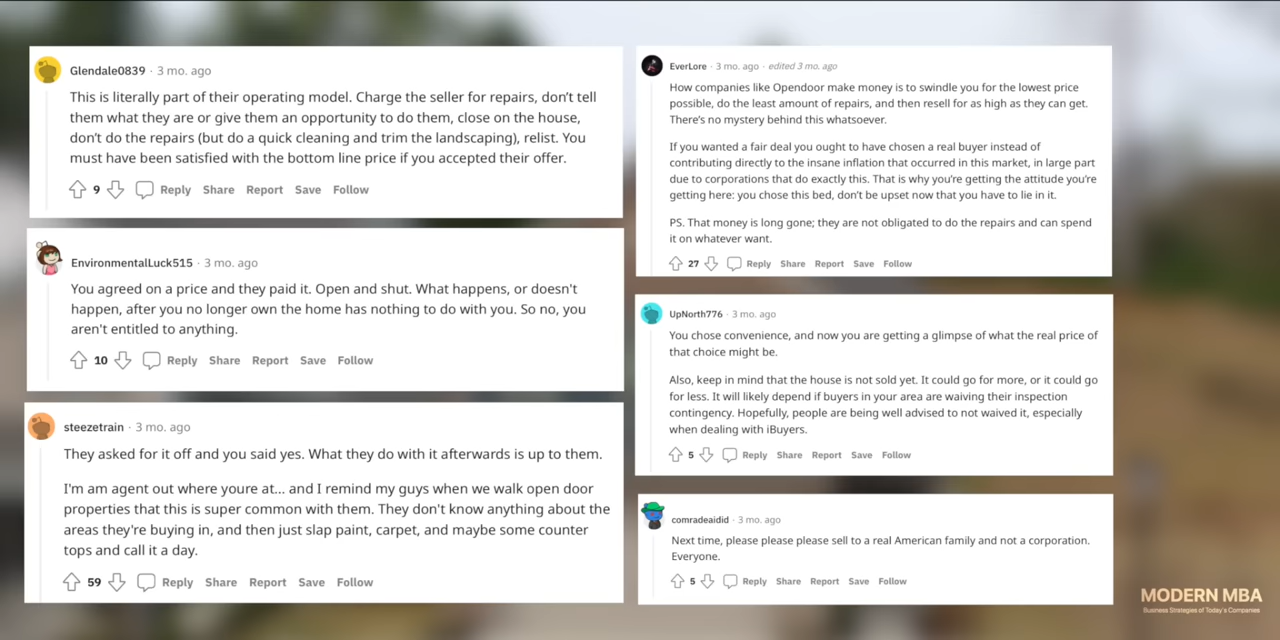 Glendale0839 · 3 mo. ago
This is literally part of their operating model. Charge the seller for repairs, don't tell
them what they are or give them an opportunity to do them, close on the house,
don't do the repairs (but do a quick cleaning and trim the landscaping), relist. You
must have been satisfied with the bottom line price if you accepted their offer.
9 Reply Share Report Save Follow
EnvironmentalLuck515 · 3 mo. ago
You agreed on a price and they paid it. Open and shut. What happens, or doesn't
happen, after you no longer own the home has nothing to do with you. So no, you
aren't entitled to anything.
10 Reply Share Report Save Follow
steezetrain · 3 mo. ago
They asked for it off and you said yes. What they do with it afterwards is up to them.
I'm am agent out where youre at... and I remind my guys when we walk open door
properties that this is super common with them. They don't know anything about the
areas they're buying in, and then just slap paint, carpet, and maybe some counter
tops and call it a day.
59 Reply Share Report Save Follow
EverLore · 3 mo. ago · edited 3 mo. ago
How companies like Opendoor make money is to swindle you for the lowest price
possible, do the least amount of repairs, and then resell for as high as they can get.
There's no mystery behind this whatsoever.
If you wanted a fair deal you ought to have chosen a real buyer instead of
contributing directly to the insane inflation that occurred in this market, in large part
due to corporations that do exactly this. That is why you're getting the attitude you're
getting here: you chose this bed, don't be upset now that you have to lie in it.
PS. That money is long gone; they are not obligated to do the repairs and can spend
it on whatever want.
27 Reply Share Report Save Follow
UpNorth776 · 3 mo. ago
You chose convenience, and now you are getting a glimpse of what the real price of
that choice might be.
Also, keep in mind that the house is not sold yet. It could go for more, or it could go
for less. It will likely depend if buyers in your area are waiving their inspection
contingency. Hopefully, people are being well advised to not waived it, especially
when dealing with iBuyers.
5 Reply Share Report Save Follow
comradeaidid · 3 mo. ago
Next time, please please please sell to a real American family and not a corporation.
Everyone.
5 Reply Share Report Save Follow
MODERN MBA
Business Strategies of Today's Companies